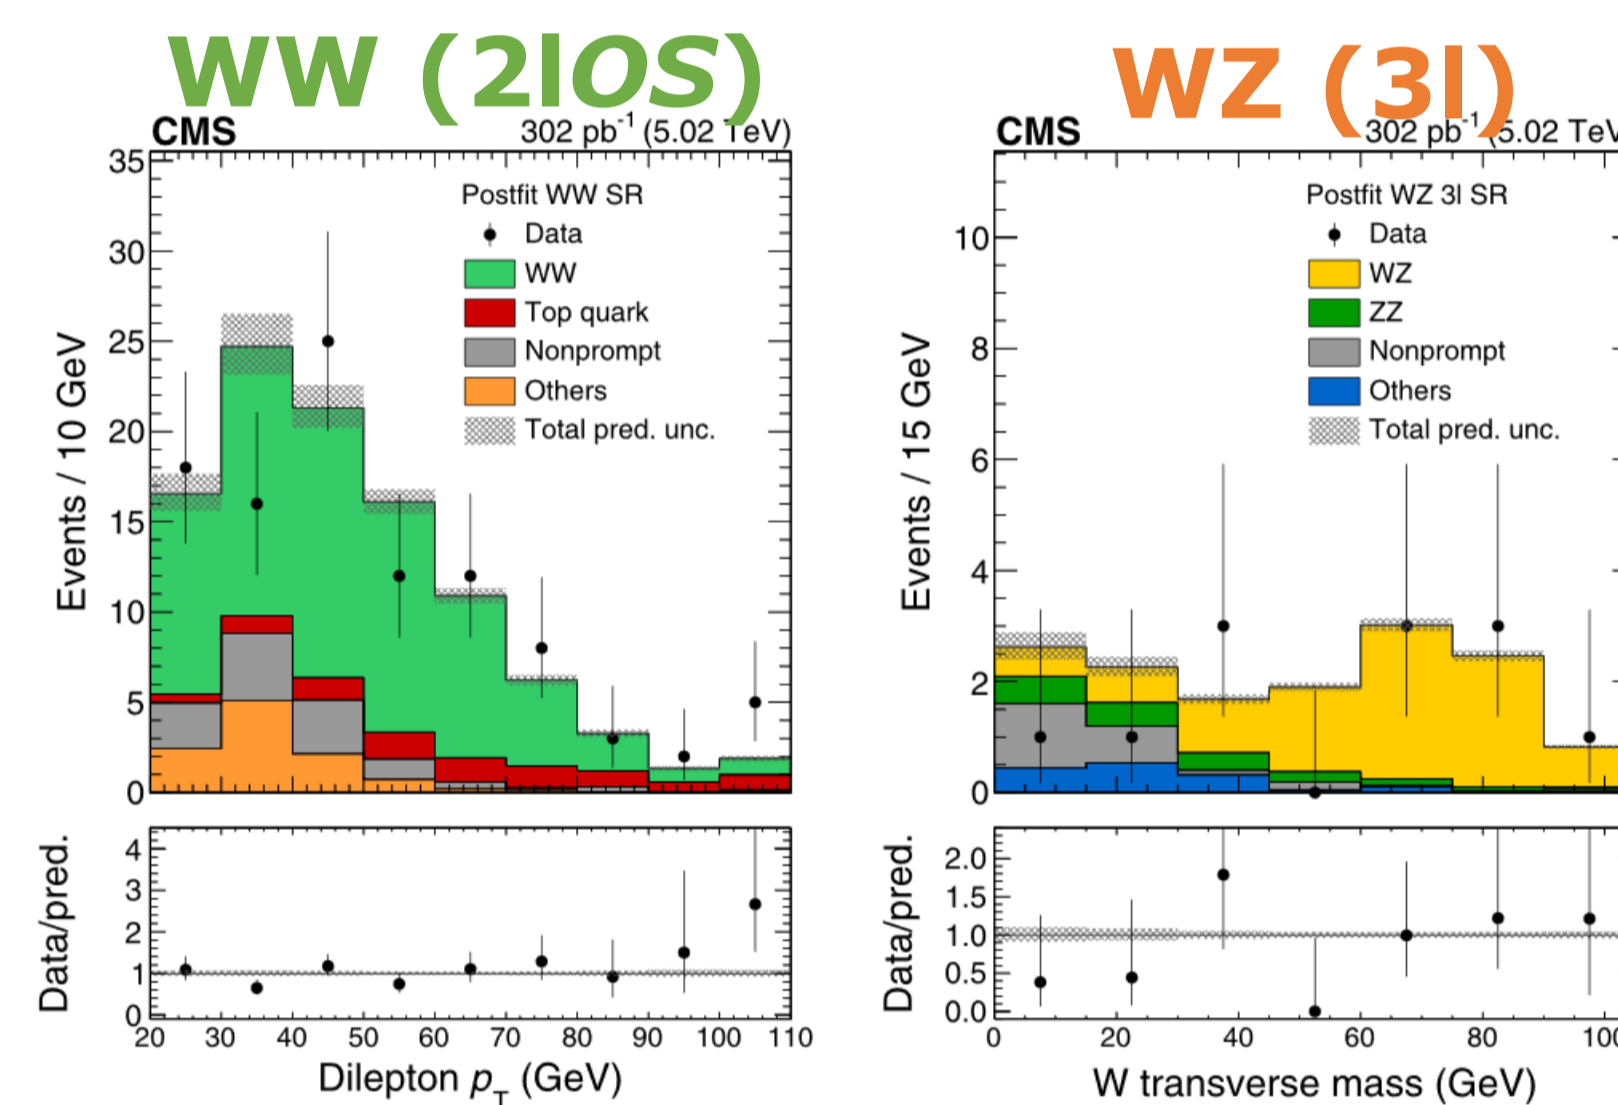 WW (2lOS)
CMS 302 pb⁻¹ (5.02 TeV)
Postfit WW SR
Data
WW
Top quark
Nonprompt
Others
Total pred. unc.
Events / 10 GeV
35
30
25
20
15
10
5
0
Data/pred.
4
3
2
1
0
20 30 40 50 60 70 80 90 100 110
Dilepton pT (GeV)
WZ (3l)
CMS 302 pb⁻¹ (5.02 TeV
Postfit WZ 3l SR
Data
WZ
ZZ
Nonprompt
Others
Total pred. unc.
Events / 15 GeV
10
8
6
4
2
0
Data/pred.
2.0
1.5
1.0
0.5
0.0
0 20 40 60 80 100
W transverse mass (GeV)